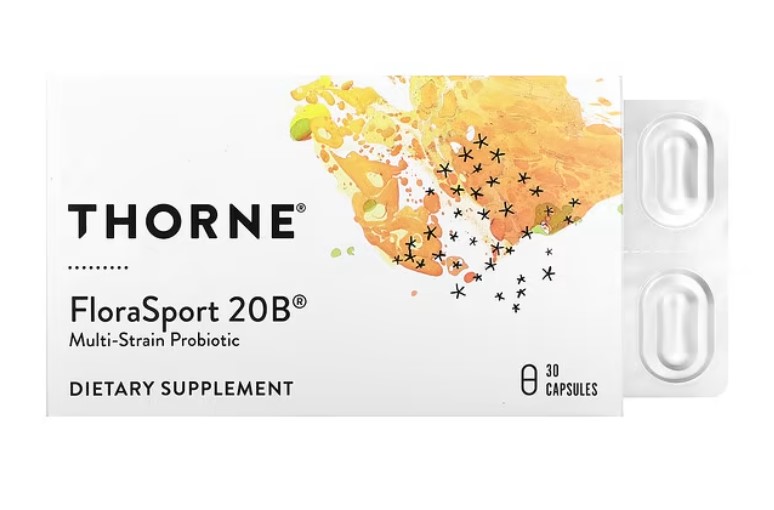 THORNE®
FloraSport 20B®
Multi-Strain Probiotic
DIETARY SUPPLEMENT
30
CAPSULES